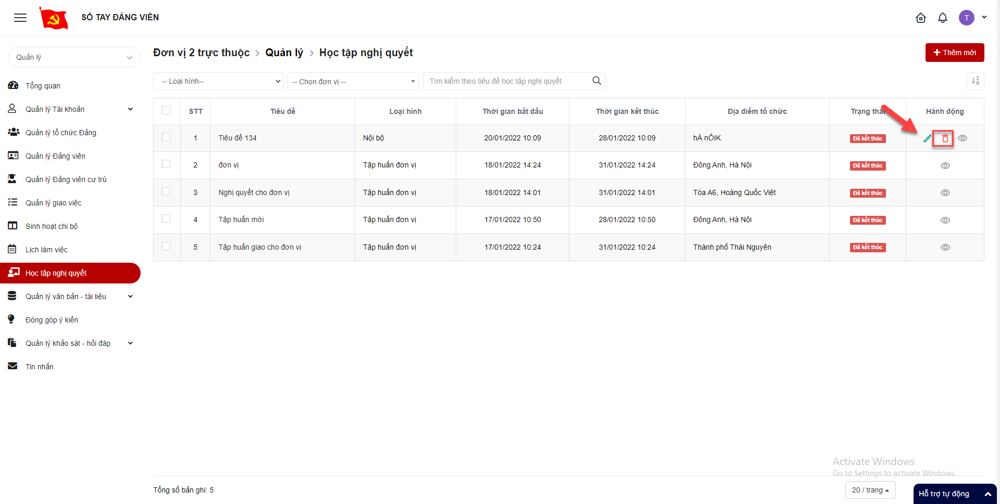 SỔ TAY ĐẢNG VIÊN
T
Quản lý
Tổng quan
Quản lý Tài khoản
Quản lý tổ chức Đảng
Quản lý Đảng viên
Quản lý Đảng viên cư trú
Quản lý giao việc
Sinh hoạt chi bộ
Lịch làm việc
Học tập nghị quyết
Quản lý văn bản - tài liệu
Đóng góp ý kiến
Quản lý khảo sát - hỏi đáp
Tin nhắn
Đơn vị 2 trực thuộc > Quản lý > Học tập nghị quyết
+ Thêm mới
-- Loại hình--
-- Chọn đơn vị --
Tìm kiếm theo tiêu đề học tập nghị quyết
STT Tiêu đề Loại hình Thời gian bắt đầu Thời gian kết thúc Địa điểm tổ chức Trạng thái Hành động
1 Tiêu đề 134 Nội bộ 20/01/2022 10:09 28/01/2022 10:09 hÀ nÔIK Đã kết thúc
2 đơn vị Tập huấn đơn vị 18/01/2022 14:24 31/01/2022 14:24 Đông Anh, Hà Nội Đã kết thúc
3 Nghị quyết cho đơn vị Tập huấn đơn vị 18/01/2022 14:01 31/01/2022 14:01 Tòa A6, Hoàng Quốc Việt Đã kết thúc
4 Tập huấn mới Tập huấn đơn vị 17/01/2022 10:50 28/01/2022 10:50 Đông Anh, Hà Nội Đã kết thúc
5 Tập huấn giao cho đơn vị Tập huấn đơn vị 17/01/2022 10:24 31/01/2022 10:24 Thành phố Thái Nguyên Đã kết thúc
Activate Windows
Go to Settings to activate Windows.
Tổng số bản ghi: 5
20 / trang
Hỗ trợ tự động